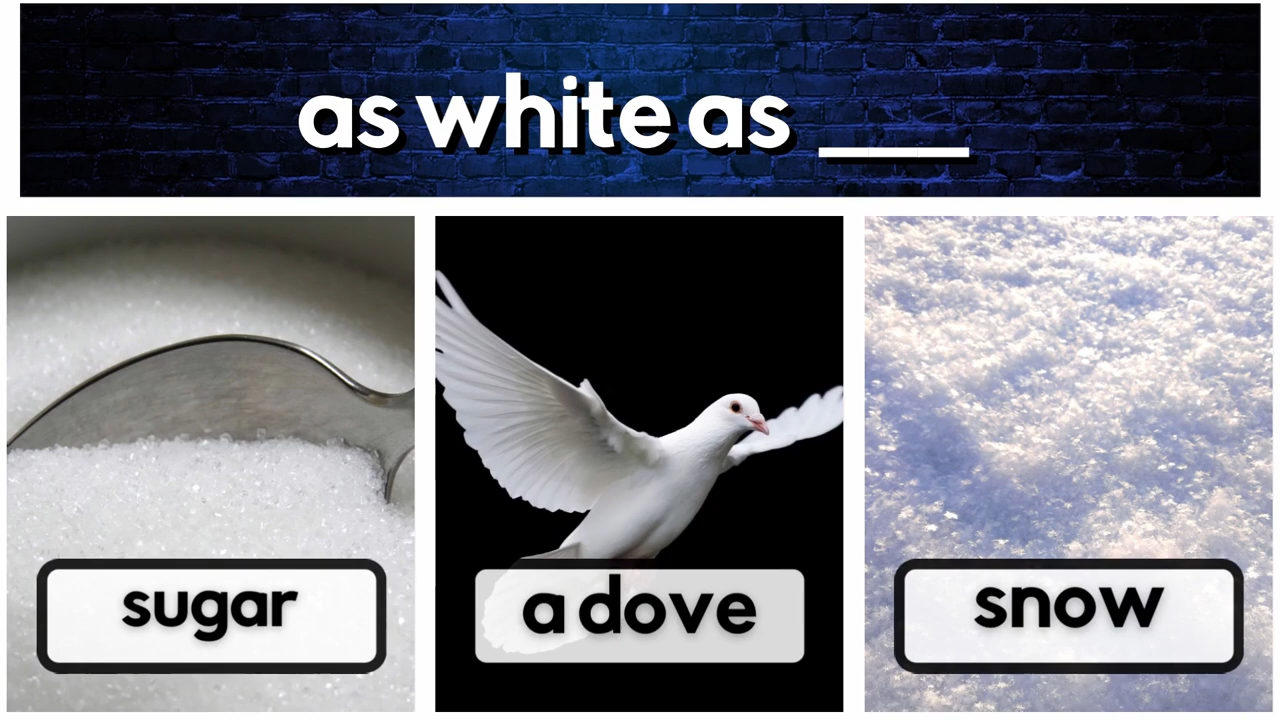 as white as ____
sugar
a dove
snow